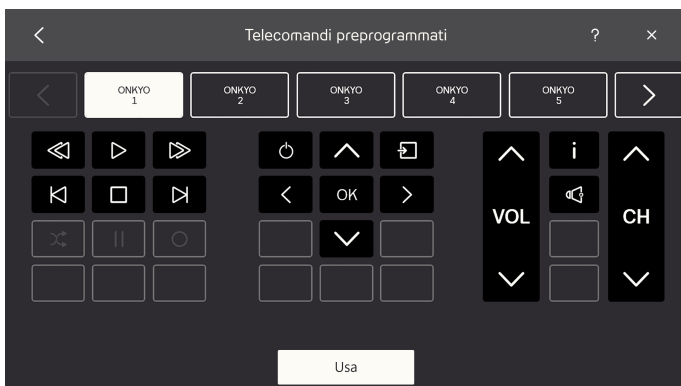 Telecomandi preprogrammati ?
ONKYO
1
ONKYO
2
ONKYO
3
ONKYO
4
ONKYO
5
i
OK
VOL
CH
Usa